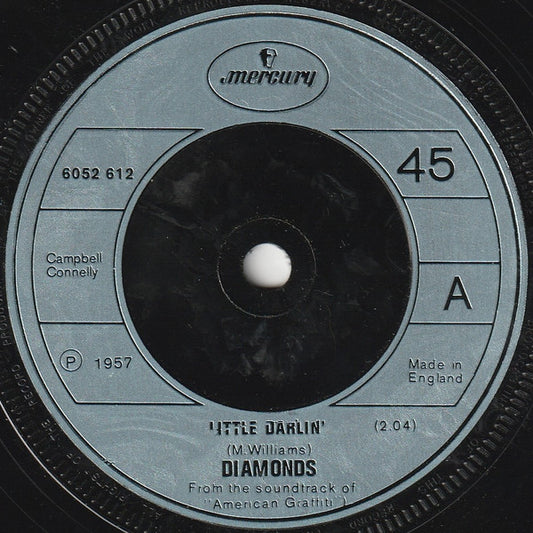 mercury
6052 612
45
Campbell
Connelly
A
℗ 1957
Made in
England
LITTLE DARLIN'
(2.04)
(M.Williams)
DIAMONDS
From the soundtrack of
"American Graffiti")